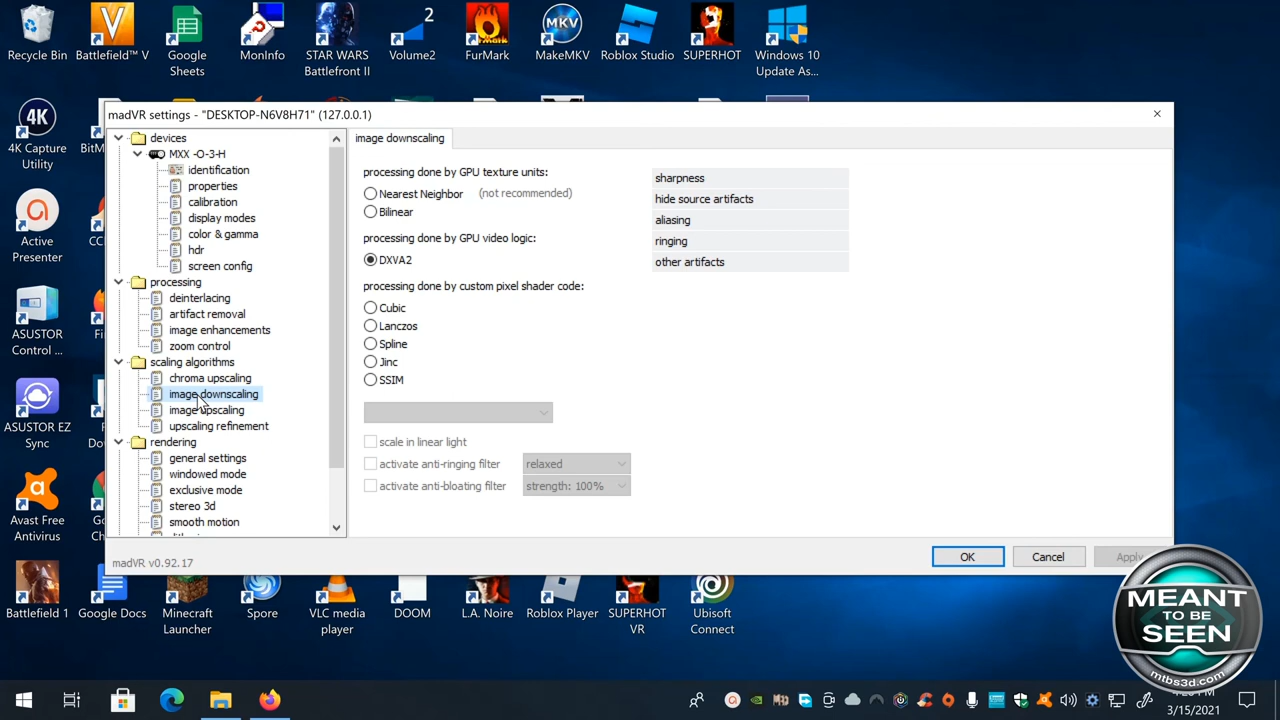 Recycle Bin
Battlefield™ V
Google
Sheets
MonInfo
STAR WARS
Battlefront II
2
Volume2
FurMark
MKV
MakeMKV
Roblox Studio
SUPERHOT
Windows 10
Update As...
4K
4K Capture
Utility
Active
Presenter
ASUSTOR
Control ...
ASUSTOR EZ
Sync
Avast Free
Antivirus
madVR settings - "DESKTOP-N6V8H71" (127.0.0.1)
devices
MXX -O-3-H
identification
properties
calibration
display modes
color & gamma
hdr
screen config
processing
deinterlacing
artifact removal
image enhancements
zoom control
scaling algorithms
chroma upscaling
image downscaling
image upscaling
upscaling refinement
rendering
general settings
windowed mode
exclusive mode
stereo 3d
smooth motion
madVR v0.92.17
image downscaling
processing done by GPU texture units:
Nearest Neighbor (not recommended)
Bilinear
processing done by GPU video logic:
DXVA2
processing done by custom pixel shader code:
Cubic
Lanczos
Spline
Jinc
SSIM
scale in linear light
activate anti-ringing filter relaxed
activate anti-bloating filter strength: 100%
sharpness
hide source artifacts
aliasing
ringing
other artifacts
OK Cancel Apply
Battlefield 1
Google Docs
Minecraft
Launcher
Spore
VLC media
player
DOOM
L.A. Noire
Roblox Player
SUPERHOT
VR
Ubisoft
Connect
MEANT
TO BE
SEEN
mtbs3d.com
3/15/2021